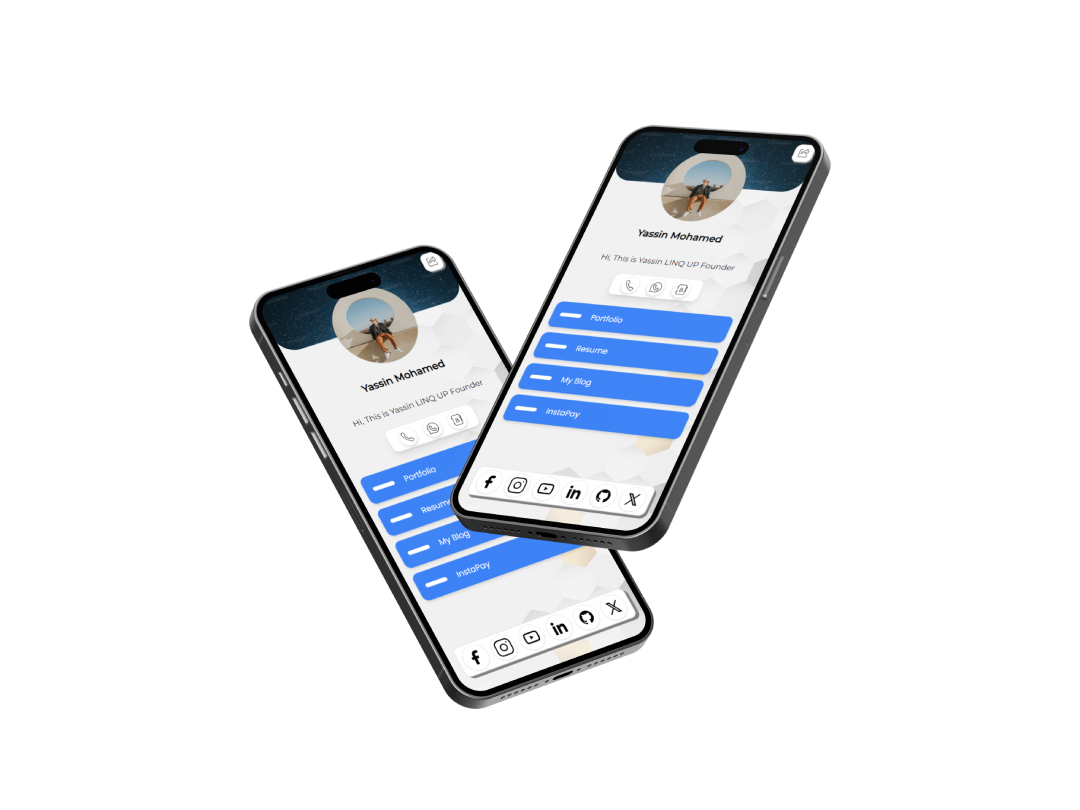 Yassin Mohamed
Hi, This is Yassin LINQ UP Founder
Portfolio
Resume
My Blog
InstaPay
Yassin Mohamed
Hi, This is Yassin LINQ UP Founder
Portfolio
Resume
My Blog
InstaPay